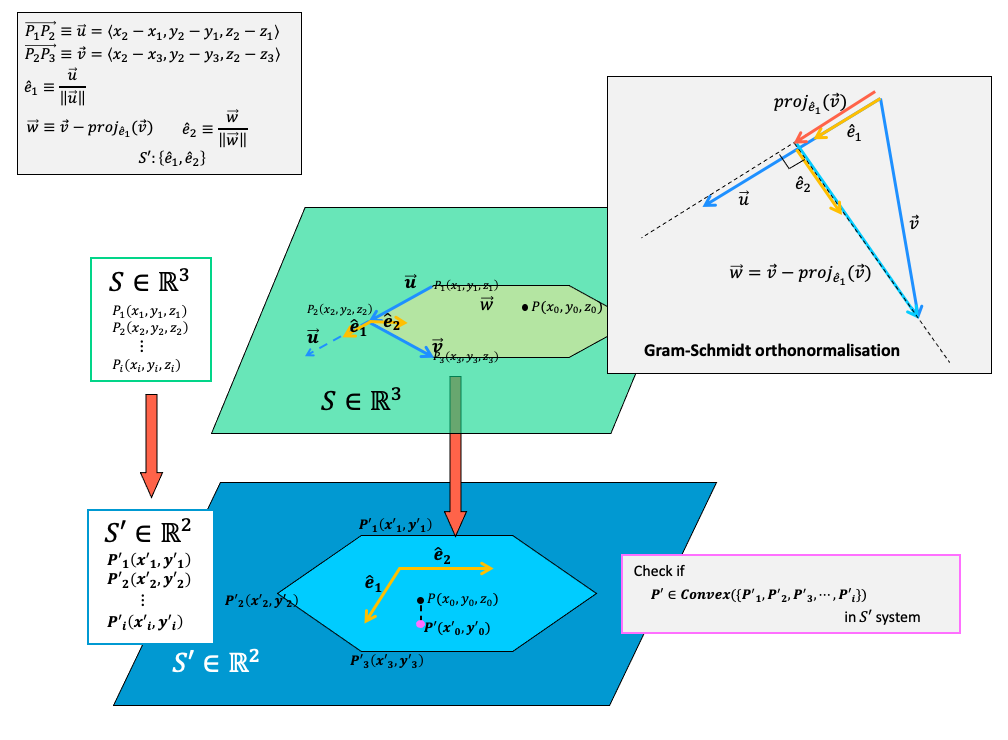 $\overrightarrow{P_1P_2} \equiv \vec{u} = \langle x_2 - x_1, y_2 - y_1, z_2 - z_1 \rangle$
$\overrightarrow{P_2P_3} \equiv \vec{v} = \langle x_2 - x_3, y_2 - y_3, z_2 - z_3 \rangle$
$\hat{e}_1 \equiv \frac{\vec{u}}{\|\vec{u}\|}$
$\vec{w} \equiv \vec{v} - proj_{\hat{e}_1}(\vec{v})$ $\hat{e}_2 \equiv \frac{\vec{w}}{\|\vec{w}\|}$
$S': \{\hat{e}_1, \hat{e}_2\}$
$proj_{\hat{e}_1}(\vec{v})$
$\hat{e}_1$
$\hat{e}_2$
$\vec{u}$
$\vec{v}$
$\vec{w} = \vec{v} - proj_{\hat{e}_1}(\vec{v})$
Gram-Schmidt orthonormalisation
$S \in \mathbb{R}^3$
$P_1(x_1, y_1, z_1)$
$P_2(x_2, y_2, z_2)$
⋮
$P_i(x_i, y_i, z_i)$
$\vec{u}$
$P_1(x_1, y_1, z_1)$
$\vec{w}$
$P(x_0, y_0, z_0)$
$P_2(x_2, y_2, z_2)$
$\hat{e}_1$
$\hat{e}_2$
$\vec{u}$
$\vec{v}$
$P_3(x_3, y_3, z_3)$
$S \in \mathbb{R}^3$
$S' \in \mathbb{R}^2$
$P'_1(x'_1, y'_1)$
$P'_2(x'_2, y'_2)$
⋮
$P'_i(x'_i, y'_i)$
$P'_1(x'_1, y'_1)$
$\hat{e}_2$
$\hat{e}_1$
$P'_2(x'_2, y'_2)$
$P(x_0, y_0, z_0)$
$P'(x'_0, y'_0)$
$P'_3(x'_3, y'_3)$
$S' \in \mathbb{R}^2$
Check if
$P' \in Convex(\{P'_1, P'_2, P'_3, \cdots, P'_i\})$
in $S'$ system